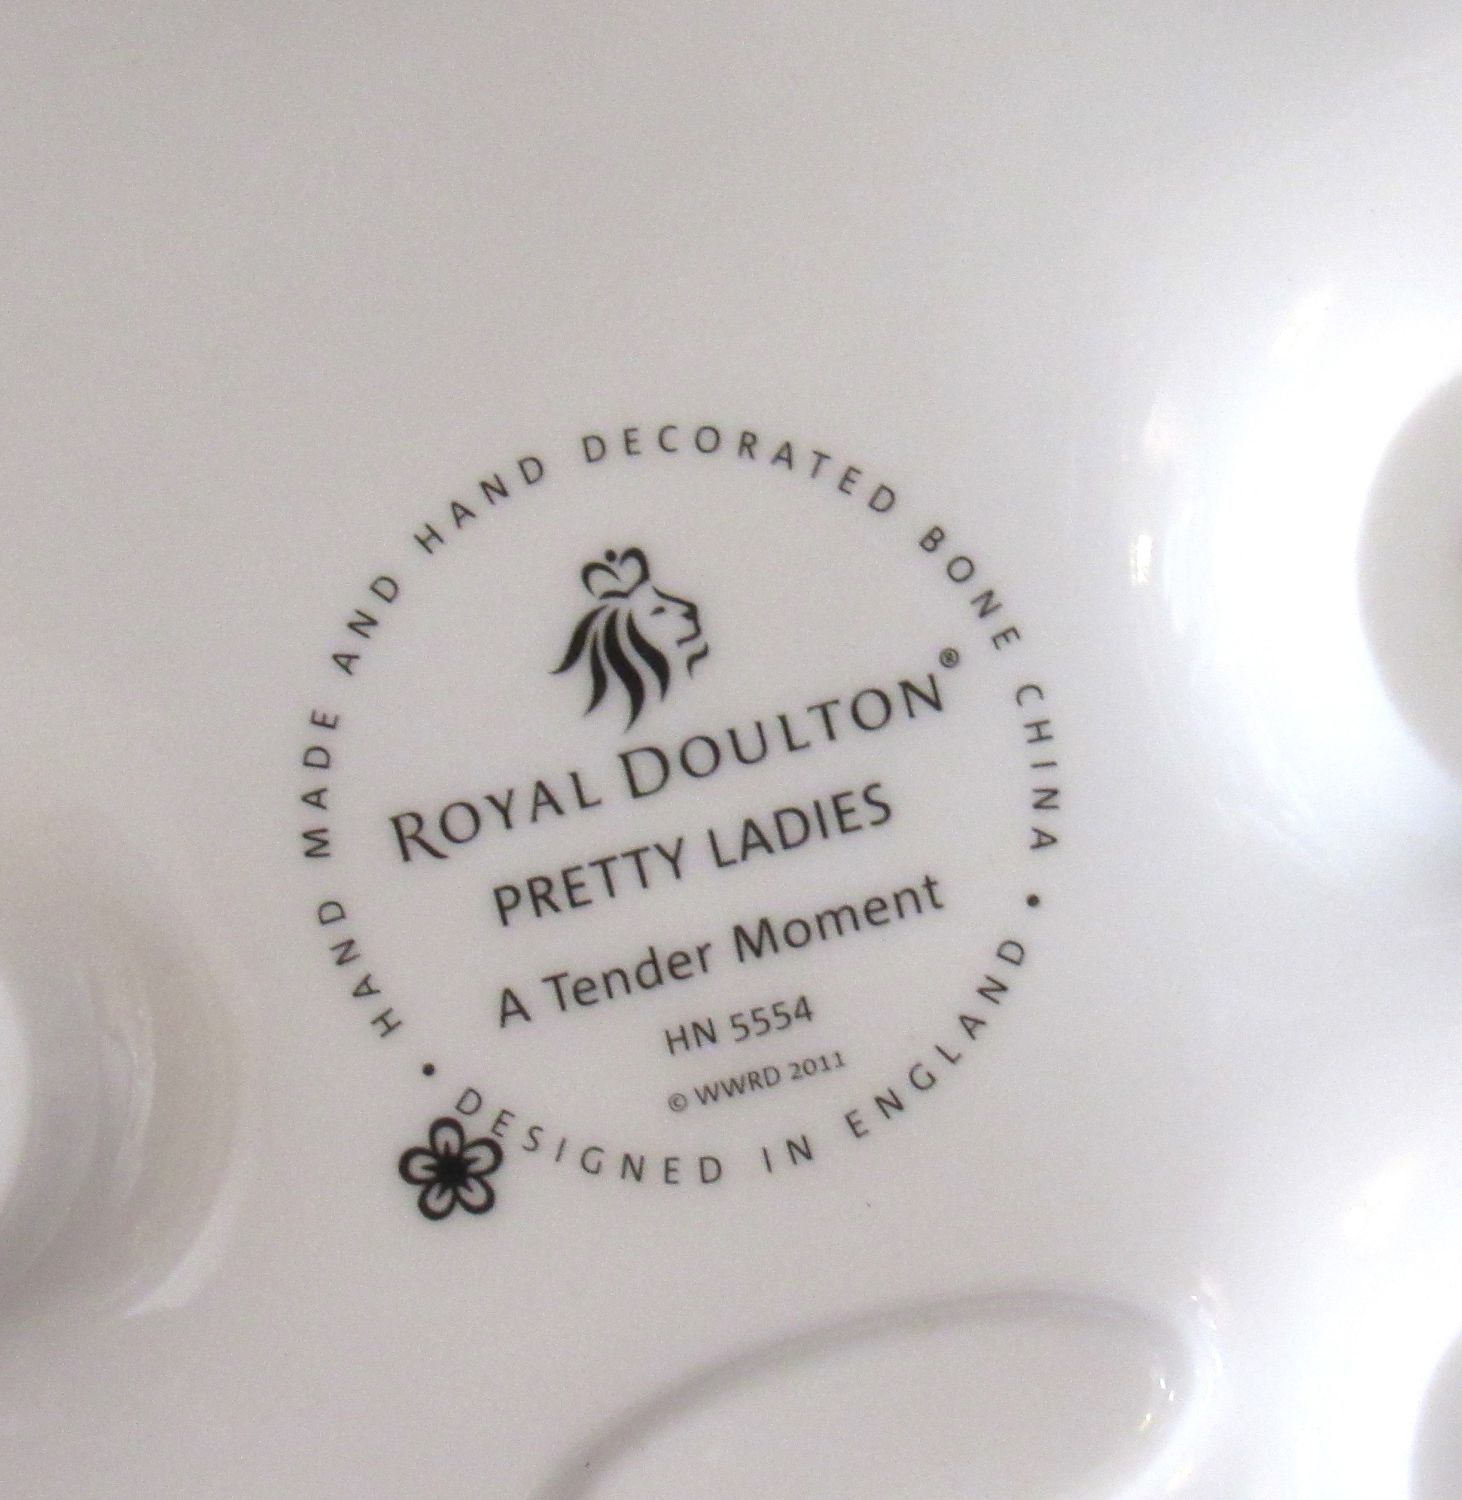 HAND MADE AND HAND DECORATED BONE CHINA •
ROYAL DOULTON®
PRETTY LADIES
A Tender Moment
HN 5554
© WWRD 2011
DESIGNED IN ENGLAND •